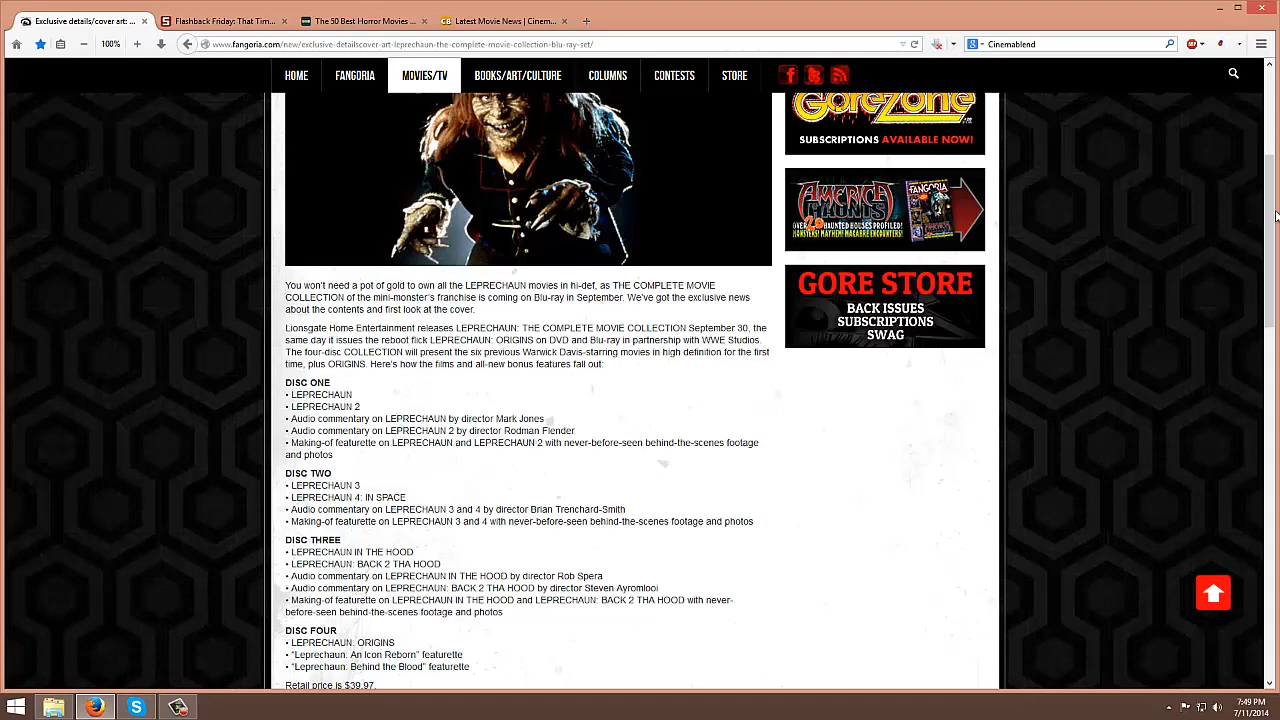 Exclusive details/cover art: ...
Flashback Friday: That Tim...
The 50 Best Horror Movies ...
Latest Movie News | Cinem...
100%
www.fangoria.com/new/exclusive-detailscover-art-leprechaun-the-complete-movie-collection-blu-ray-set/
Cinemablend
HOME
FANGORIA
MOVIES/TV
BOOKS/ART/CULTURE
COLUMNS
CONTESTS
STORE
GoreZone
SUBSCRIPTIONS AVAILABLE NOW!
AMERICA
HAUNTS
2.0
OVER HAUNTED HOUSES PROFILED!
MONSTERS! MAYHEM! MACABRE ENCOUNTERS!
FANGORIA
GORE STORE
BACK ISSUES
SUBSCRIPTIONS
SWAG
You won't need a pot of gold to own all the LEPRECHAUN movies in hi-def, as THE COMPLETE MOVIE
COLLECTION of the mini-monster's franchise is coming on Blu-ray in September. We've got the exclusive news
about the contents and first look at the cover.
Lionsgate Home Entertainment releases LEPRECHAUN: THE COMPLETE MOVIE COLLECTION September 30, the
same day it issues the reboot flick LEPRECHAUN: ORIGINS on DVD and Blu-ray in partnership with WWE Studios.
The four-disc COLLECTION will present the six previous Warwick Davis-starring movies in high definition for the first
time, plus ORIGINS. Here's how the films and all-new bonus features fall out:
DISC ONE
• LEPRECHAUN
• LEPRECHAUN 2
• Audio commentary on LEPRECHAUN by director Mark Jones
• Audio commentary on LEPRECHAUN 2 by director Rodman Flender
• Making-of featurette on LEPRECHAUN and LEPRECHAUN 2 with never-before-seen behind-the-scenes footage
and photos
DISC TWO
• LEPRECHAUN 3
• LEPRECHAUN 4: IN SPACE
• Audio commentary on LEPRECHAUN 3 and 4 by director Brian Trenchard-Smith
• Making-of featurette on LEPRECHAUN 3 and 4 with never-before-seen behind-the-scenes footage and photos
DISC THREE
• LEPRECHAUN IN THE HOOD
• LEPRECHAUN: BACK 2 THA HOOD
• Audio commentary on LEPRECHAUN IN THE HOOD by director Rob Spera
• Audio commentary on LEPRECHAUN: BACK 2 THA HOOD by director Steven Ayromlooi
• Making-of featurette on LEPRECHAUN IN THE HOOD and LEPRECHAUN: BACK 2 THA HOOD with never-
before-seen behind-the-scenes footage and photos
DISC FOUR
• LEPRECHAUN: ORIGINS
• “Leprechaun: An Icon Reborn” featurette
• “Leprechaun: Behind the Blood” featurette
Retail price is $39.97.
7:49 PM
7/11/2014